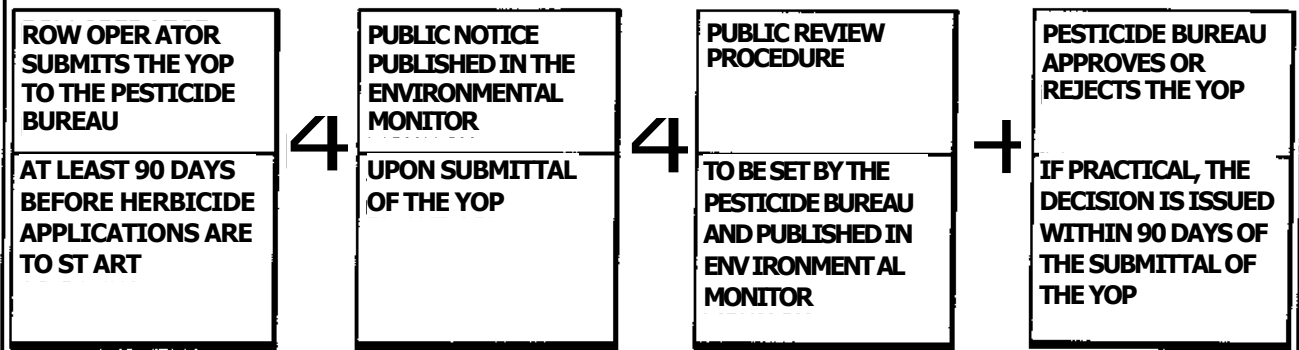 ROW OPER ATOR
SUBMITS THE YOP
TO THE PESTICIDE
BUREAU
AT LEAST 90 DAYS
BEFORE HERBICIDE
APPLICATIONS ARE
TO ST ART
4
PUBLIC NOTICE
PUBLISHED IN THE
ENVIRONMENTAL
MONITOR
UPON SUBMITTAL
OF THE YOP
4
PUBLIC REVIEW
PROCEDURE
TO BE SET BY THE
PESTICIDE BUREAU
AND PUBLISHED IN
ENV IRONMENT AL
MONITOR
+
PESTICIDE BUREAU
APPROVES OR
REJECTS THE YOP
IF PRACTICAL, THE
DECISION IS ISSUED
WITHIN 90 DAYS OF
THE SUBMITTAL OF
THE YOP